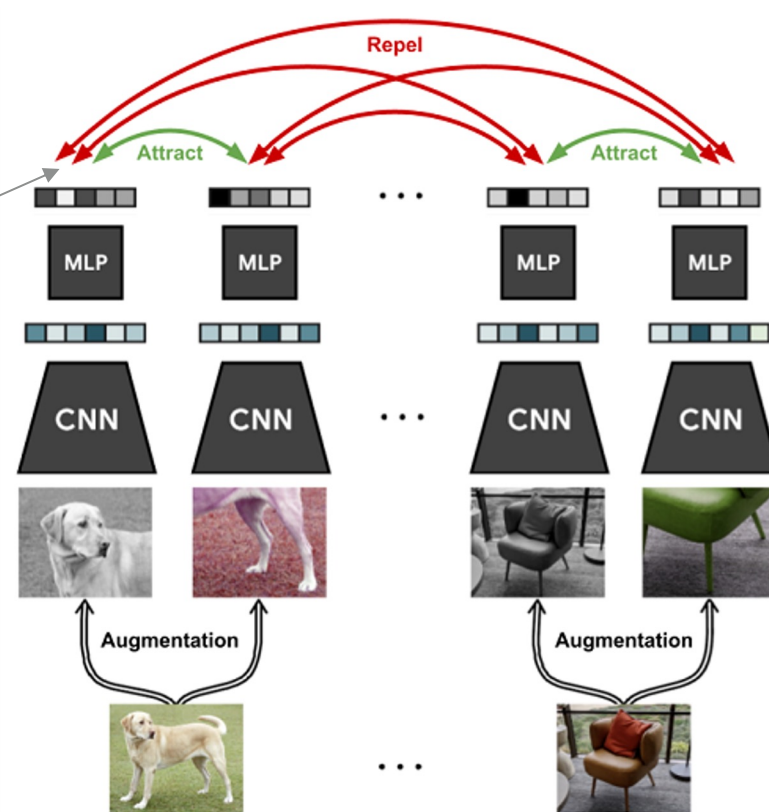 Repel
Attract
Attract
...
MLP
MLP
MLP
MLP
CNN
CNN
...
CNN
CNN
Augmentation
Augmentation
...